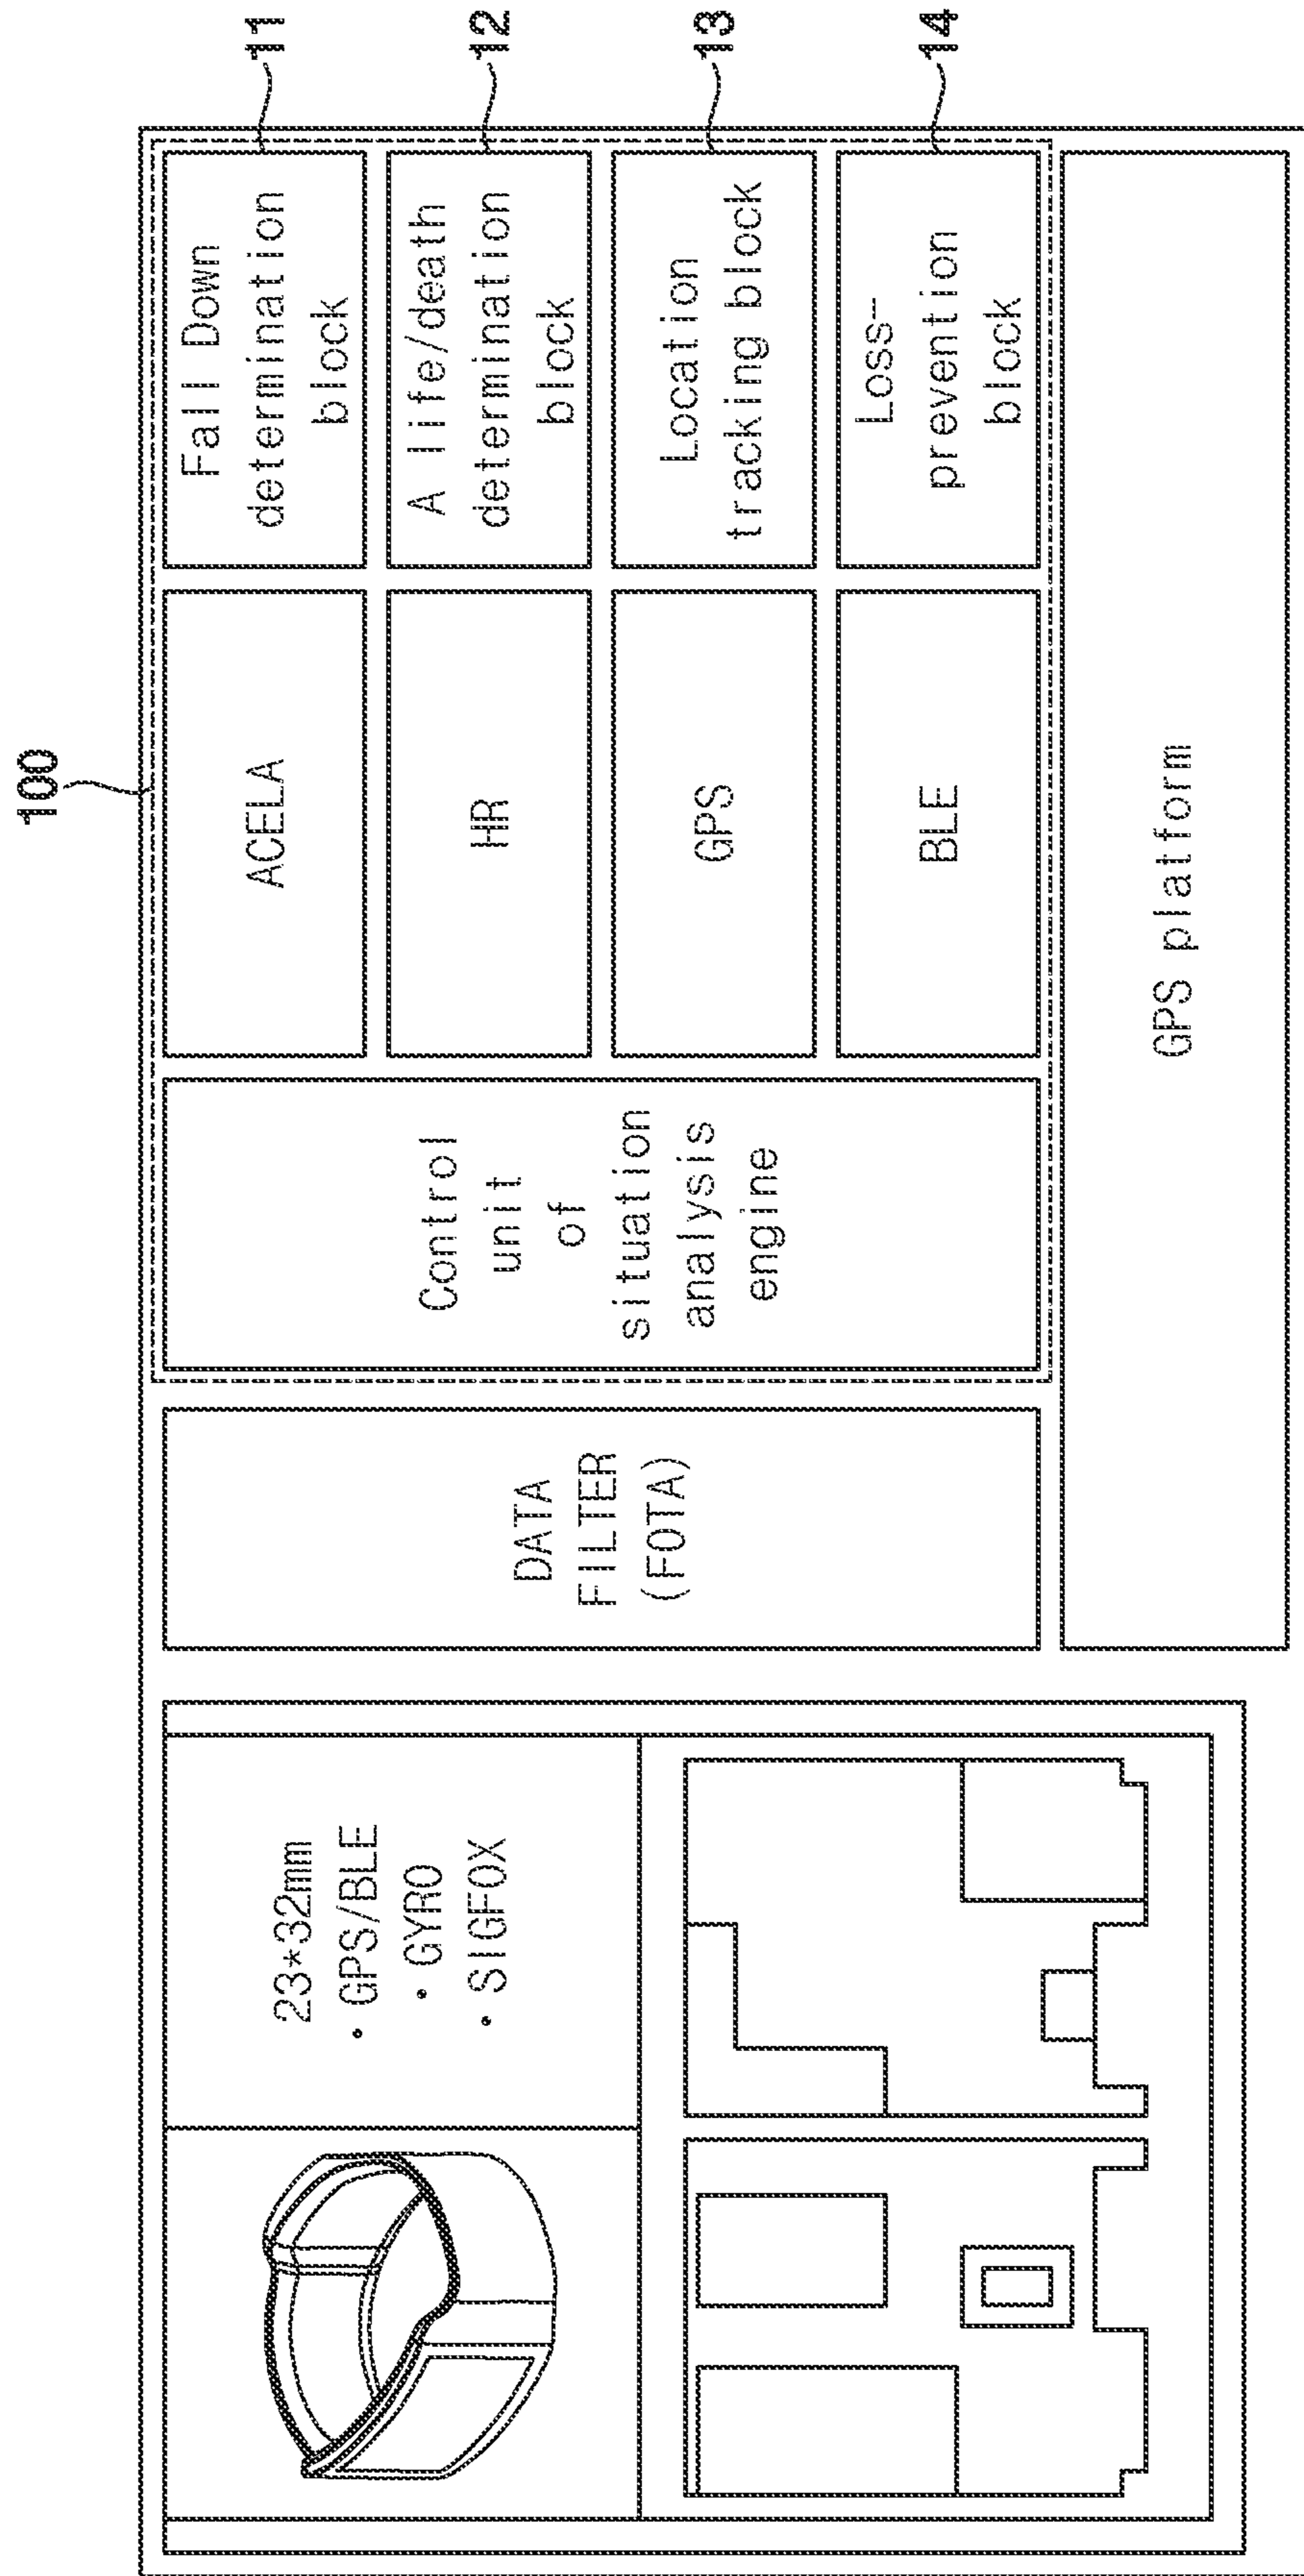 100
23*32mm
· GPS/BLE
· GYRO
· SIGFOX
DATA
FILTER
(FOTA)
Control
unit
of
situation
analysis
engine
ACELA
Fall Down
determination
block
11
HR
A life/death
determination
block
12
GPS
Location
tracking block
13
BLE
Loss-
prevention
block
14
GPS platform